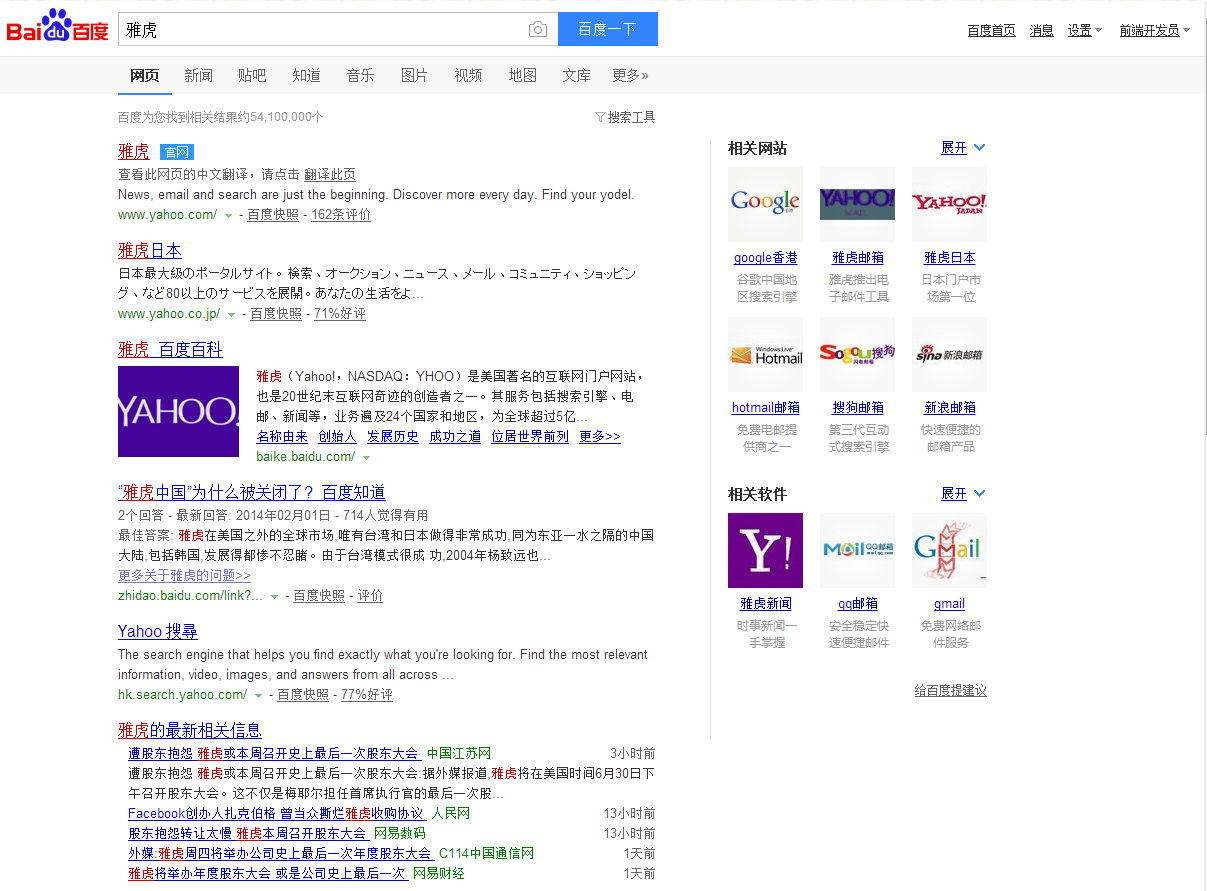 Bai du 百度
雅虎
百度一下
百度首页 消息 设置 前端开发员
网页 新闻 贴吧 知道 音乐 图片 视频 地图 文库 更多»
百度为您找到相关结果约54,100,000个
搜索工具
雅虎 官网
查看此网页的中文翻译，请点击 翻译此页
News, email and search are just the beginning. Discover more every day. Find your yodel.
www.yahoo.com/ - 百度快照 - 162条评价
雅虎日本
日本最大級のポータルサイト。検索、オークション、ニュース、メール、コミュニティ、ショッピン
グ、など80以上のサービスを展開。あなたの生活をよ...
www.yahoo.co.jp/ - 百度快照 - 71%好评
雅虎_百度百科
YAHOO!
雅虎（Yahoo!，NASDAQ：YHOO）是美国著名的互联网门户网站，
也是20世纪末互联网奇迹的创造者之一。其服务包括搜索引擎、电
邮、新闻等，业务遍及24个国家和地区，为全球超过5亿...
名称由来 创始人 发展历史 成功之道 位居世界前列 更多>>
baike.baidu.com/
“雅虎中国”为什么被关闭了？_百度知道
2个回答 - 最新回答: 2014年02月01日 - 714人觉得有用
最佳答案: 雅虎在美国之外的全球市场,唯有台湾和日本做得非常成功,同为东亚一水之隔的中国
大陆,包括韩国,发展得都惨不忍睹。由于台湾模式很成 功,2004年杨致远也...
更多关于雅虎的问题>>
zhidao.baidu.com/link?... - 百度快照 - 评价
Yahoo 搜尋
The search engine that helps you find exactly what you're looking for. Find the most relevant
information, video, images, and answers from all across ...
hk.search.yahoo.com/ - 百度快照 - 77%好评
雅虎的最新相关信息
遭股东抱怨 雅虎或本周召开史上最后一次股东大会 中国江苏网 3小时前
遭股东抱怨 雅虎或本周召开史上最后一次股东大会:据外媒报道,雅虎将在美国时间6月30日下
午召开股东大会。这不仅是梅耶尔担任首席执行官的最后一次股...
Facebook创办人扎克伯格 曾当众撕烂雅虎收购协议 人民网 13小时前
股东抱怨转让太慢 雅虎本周召开股东大会 网易数码 13小时前
外媒:雅虎周四将举办公司史上最后一次年度股东大会 C114中国通信网 1天前
雅虎将举办年度股东大会 或是公司史上最后一次 网易财经 1天前
相关网站 展开
Google YAHOO! MAIL YAHOO! JAPAN
google香港 雅虎邮箱 雅虎日本
谷歌中国地 雅虎推出电 日本门户市
区搜索引擎 子邮件工具 场第一位
Windows Live Hotmail Sogou搜狗 sina新浪邮箱
hotmail邮箱 搜狗邮箱 新浪邮箱
免费电邮提 第三代互动 快速便捷的
供商之一 式搜索引擎 邮箱产品
相关软件 展开
Y! MailQQ邮箱 mail.qq.com GMail
雅虎新闻 qq邮箱 gmail
时事新闻一 安全稳定快 免费网络邮
手掌握 速便捷邮件 件服务
给百度提建议